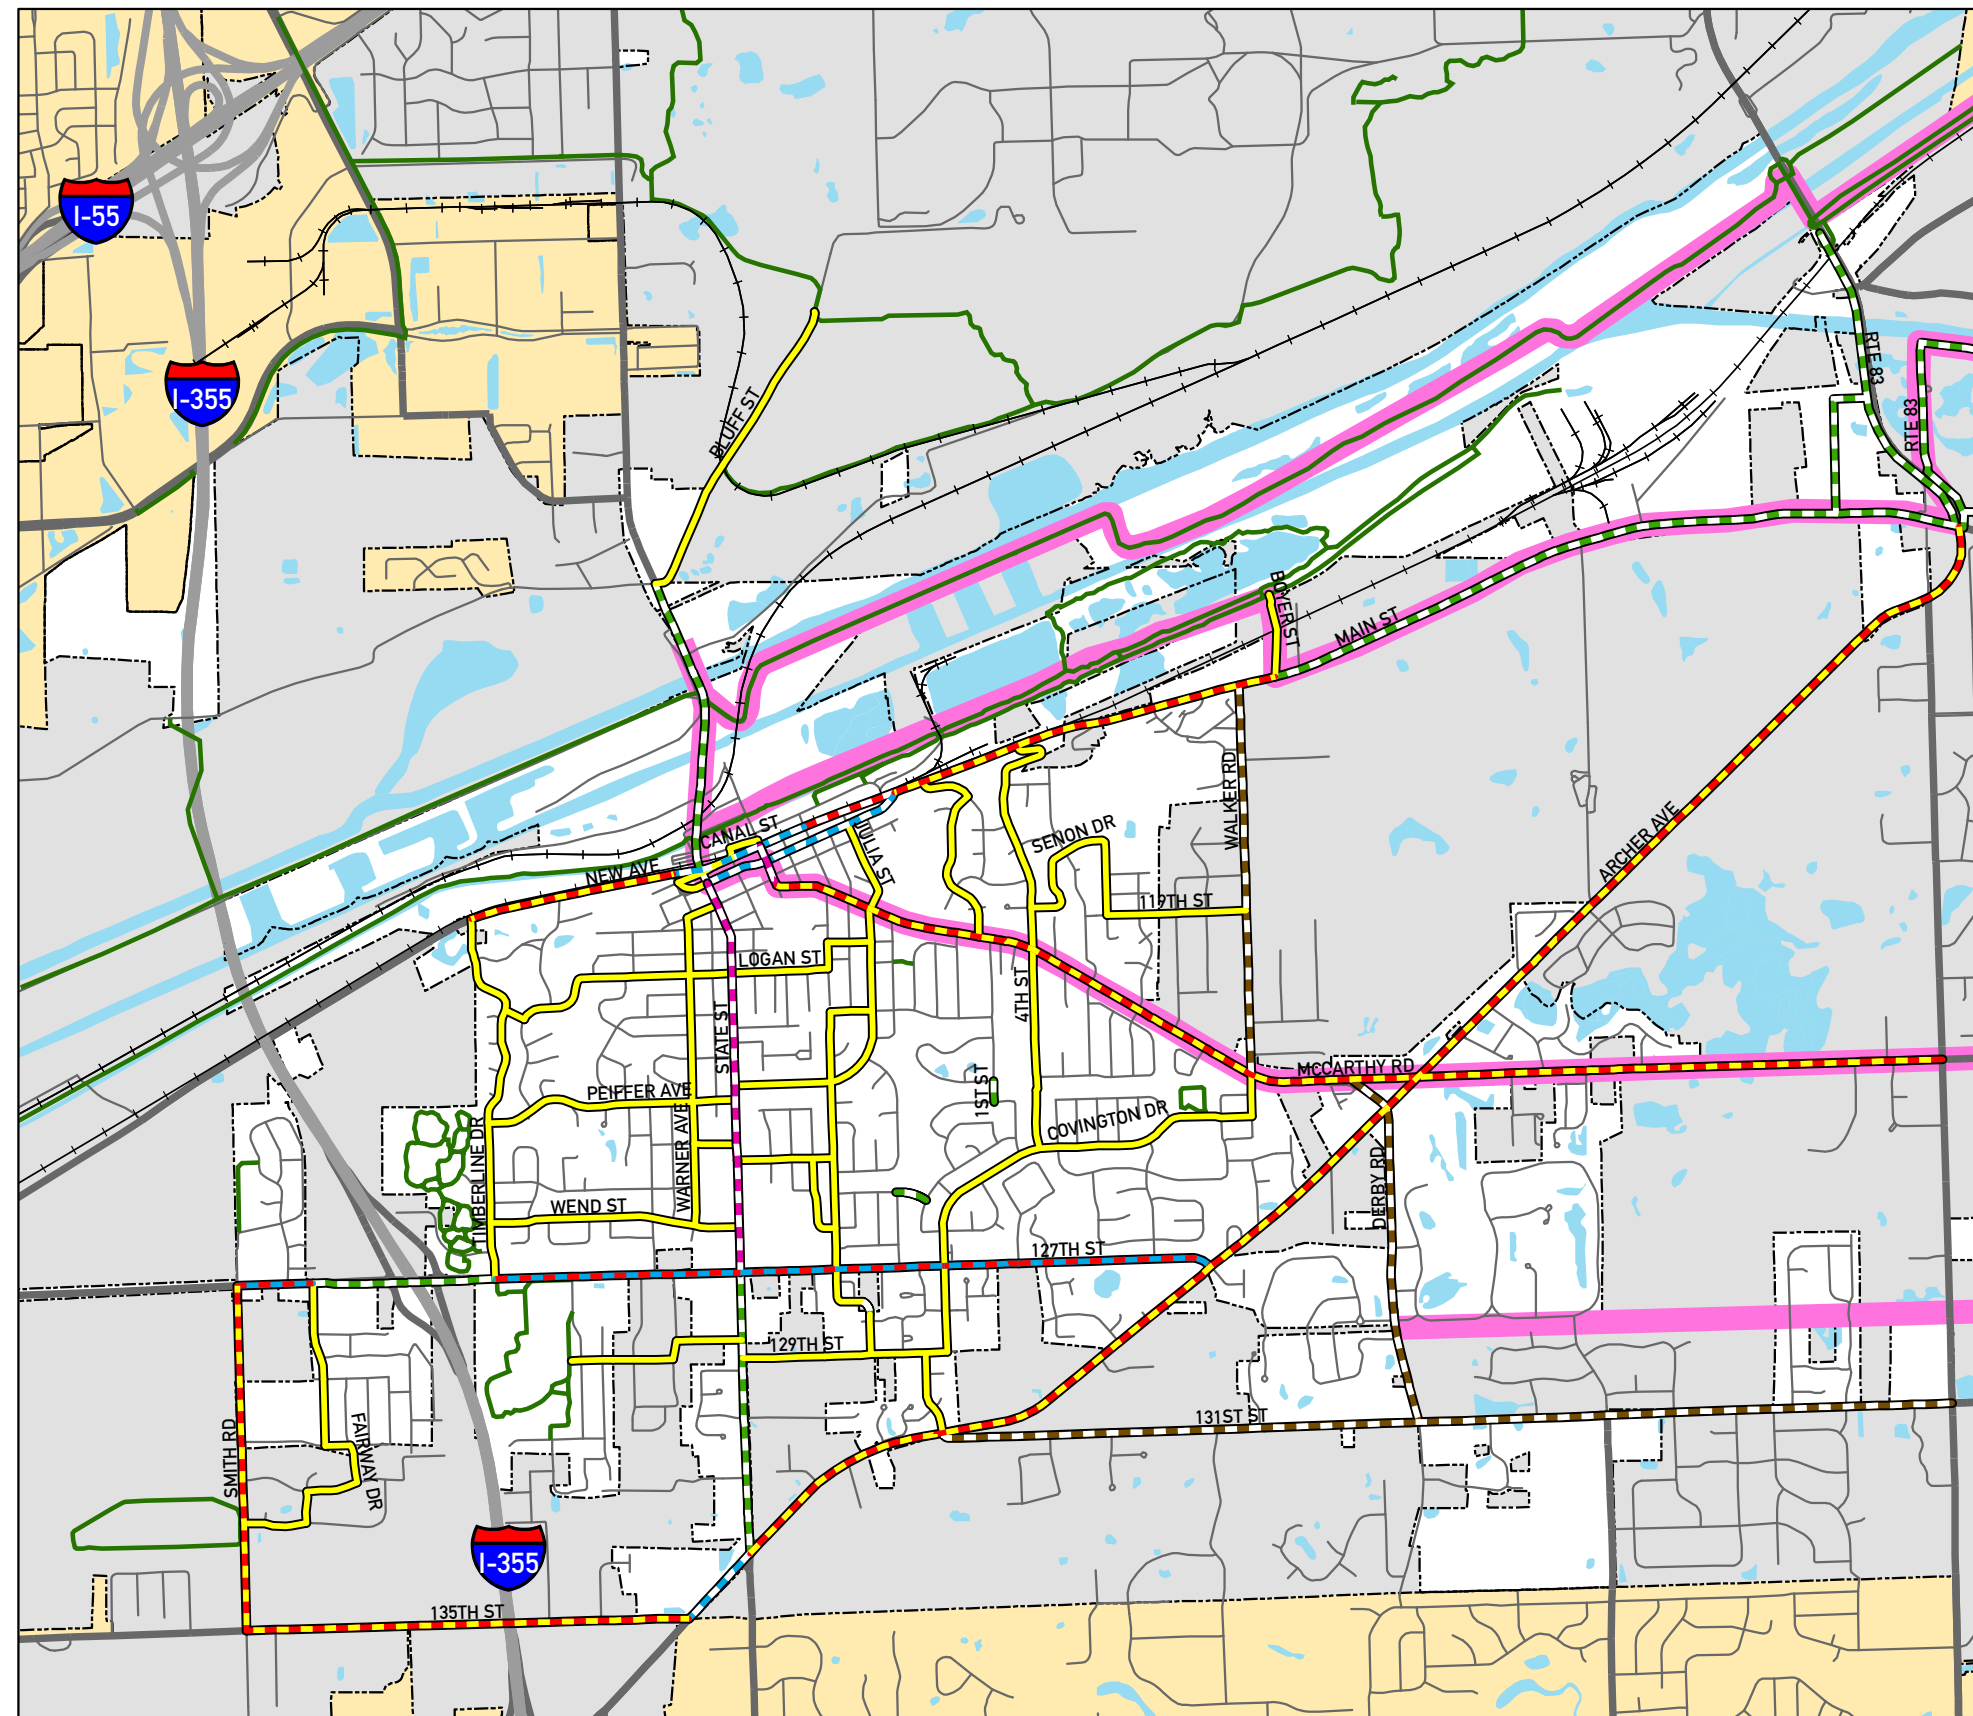 I-55
RTE 83
I-355
RTE 83
BLUFF ST
BOYER ST
MAIN ST
WALKER RD
CANAL ST
JULIA ST
SENON DR
ARCHER AVE
NEW AVE
119TH ST
LOGAN ST
4TH ST
STATE ST
MCCARTHY RD
PEIFFER AVE
1ST ST
COVINGTON DR
TIMBERLINE DR
WARNER AVE
DERBY RD
WEND ST
127TH ST
129TH ST
131ST ST
SMITH RD
FAIRWAY DR
I-355
135TH ST